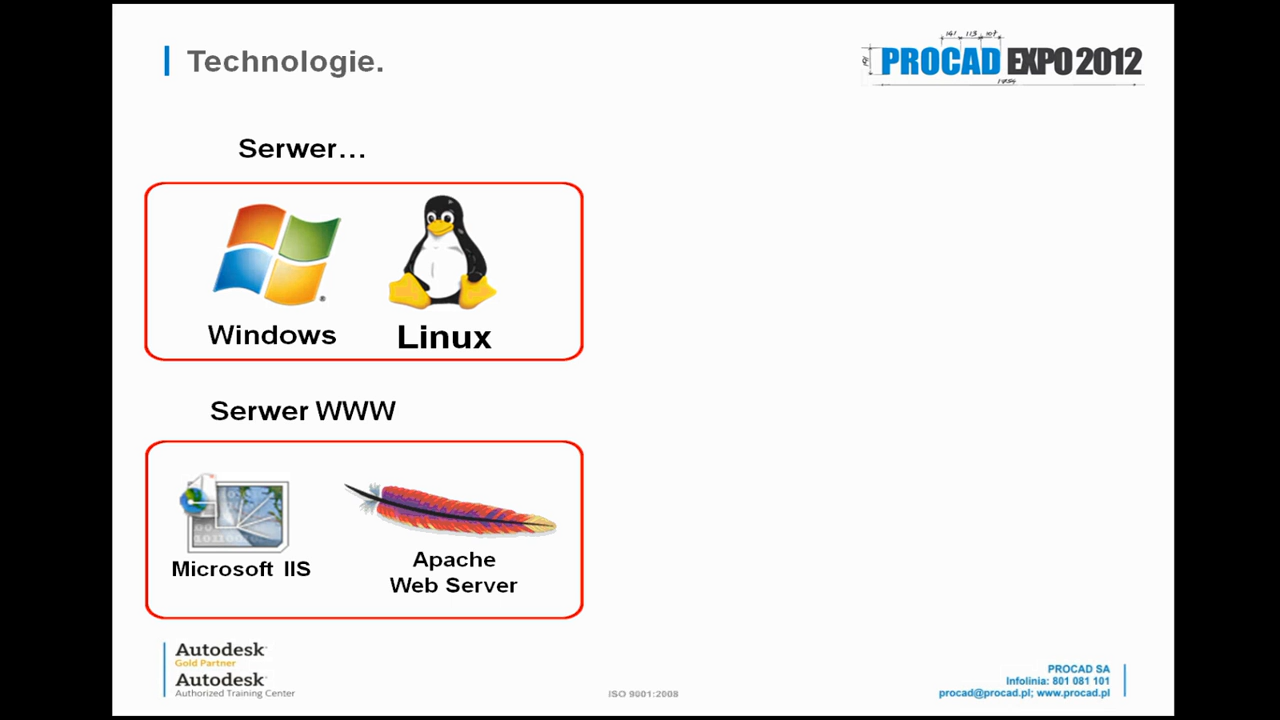 Technologie.
PROCAD EXPO 2012
Serwer…
Windows
Linux
Serwer WWW
Microsoft IIS
Apache
Web Server
Autodesk
Gold Partner
Autodesk
Authorized Training Center
ISO 9001:2008
PROCAD SA
Infolinia: 801 081 101
procad@procad.pl; www.procad.pl